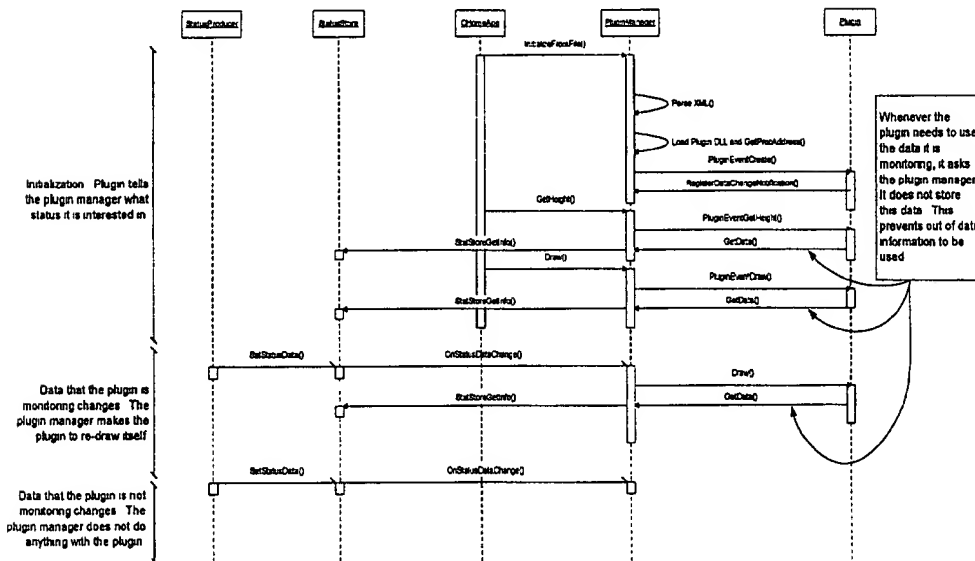 StatusProducer
StatusStore
CHomeApp
PluginManager
Plugin
InitializeFromFile()
Parse XML()
Load Plugin DLL and GetProcAddress()
PluginEventCreate()
RegisterDataChangeNotification()
Initialization Plugin tells
the plugin manager what
status it is interested in
GetHeight()
PluginEventGetHeight()
StatStoreGetInfo()
GetData()
Draw()
PluginEventDraw()
StatStoreGetInfo()
GetData()
Whenever the
plugin needs to use
the data it is
monitoring, it asks
the plugin manager
It does not store
this data This
prevents out of data
information to be
used
SetStatusData()
OnStatusDataChange()
Data that the plugin is
monitoring changes The
plugin manager makes the
plugin to re-draw itself
Draw()
StatStoreGetInfo()
GetData()
SetStatusData()
OnStatusDataChange()
Data that the plugin is not
monitoring changes The
plugin manager does not do
anything with the plugin